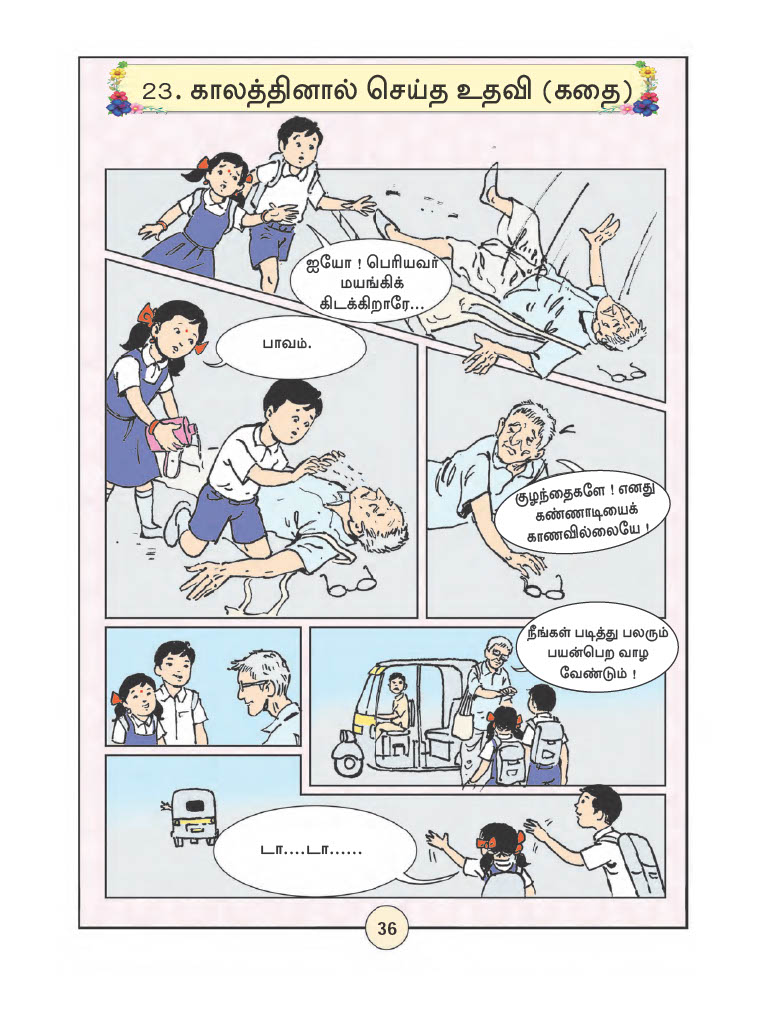 23. காலத்தினால் செய்த உதவி (கதை)
ஐயோ ! பெரியவர்
மயங்கிக்
கிடக்கிறாரே...
பாவம்.
குழந்தைகளே ! எனது
கண்ணாடியைக்
காணவில்லையே !
நீங்கள் படித்து பலரும்
பயன்பெற வாழ
வேண்டும் !
டா....டா......
36